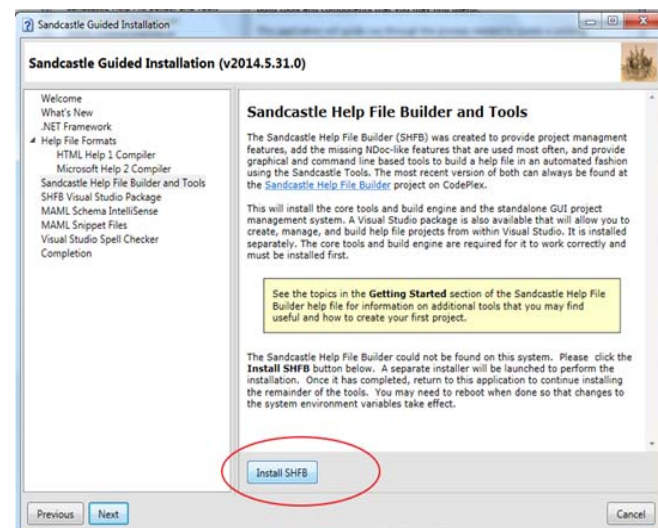 Sandcastle Guided Installation
Sandcastle Guided Installation (v2014.5.31.0)
Welcome
What's New
.NET Framework
Help File Formats
HTML Help 1 Compiler
Microsoft Help 2 Compiler
Sandcastle Help File Builder and Tools
SHFB Visual Studio Package
MAML Schema IntelliSense
MAML Snippet Files
Visual Studio Spell Checker
Completion
Sandcastle Help File Builder and Tools
The Sandcastle Help File Builder (SHFB) was created to provide project managment
features, add the missing NDoc-like features that are used most often, and provide
graphical and command line based tools to build a help file in an automated fashion
using the Sandcastle Tools. The most recent version of both can always be found at
the Sandcastle Help File Builder project on CodePlex.
This will install the core tools and build engine and the standalone GUI project
management system. A Visual Studio package is also available that will allow you to
create, manage, and build help file projects from within Visual Studio. It is installed
separately. The core tools and build engine are required for it to work correctly and
must be installed first.
See the topics in the Getting Started section of the Sandcastle Help File
Builder help file for information on additional tools that you may find
useful and how to create your first project.
The Sandcastle Help File Builder could not be found on this system. Please click the
Install SHFB button below. A separate installer will be launched to perform the
installation. Once it has completed, return to this application to continue installing
the remainder of the tools. You may need to reboot when done so that changes to
the system environment variables take effect.
Install SHFB
Previous
Next
Cancel